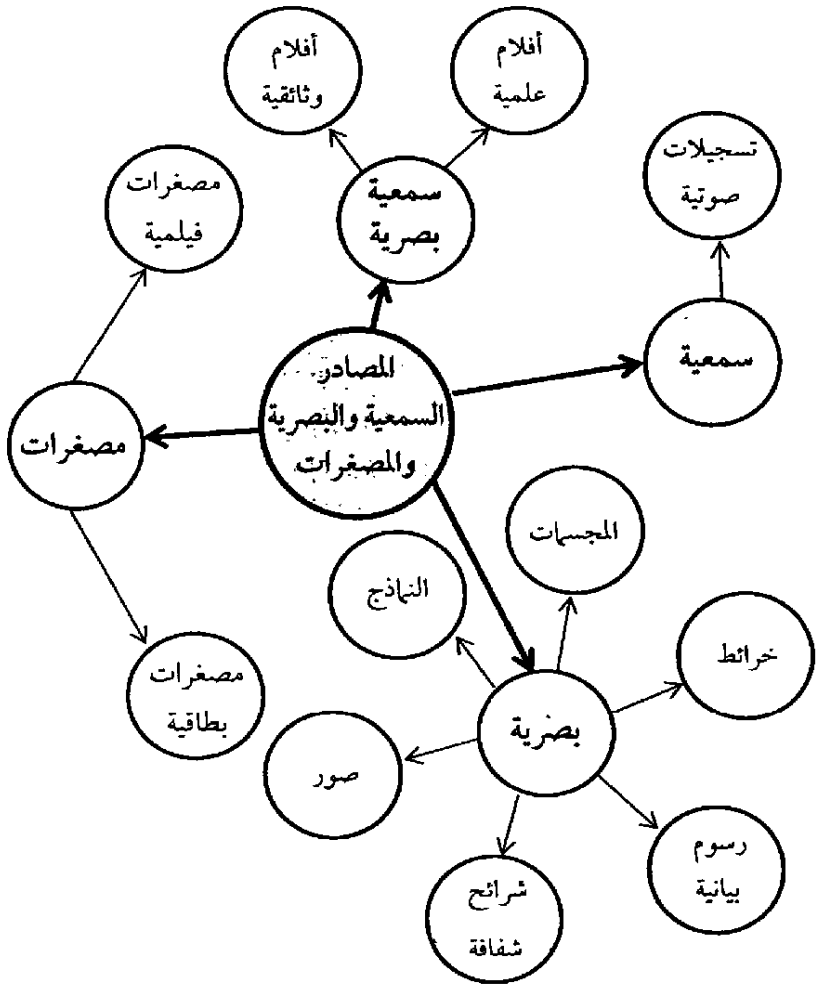 أفلام
علمية
أفلام
وثائقية
تسجيلات
صوتية
سمعية
بصرية
مصغرات
فيلمية
سمعية
المصادر
السمعية والبصرية
والمصغرات
مصغرات
المجسمات
النماذج
خرائط
مصغرات
بطاقية
بصرية
صور
رسوم
بيانية
شرائح
شفافة